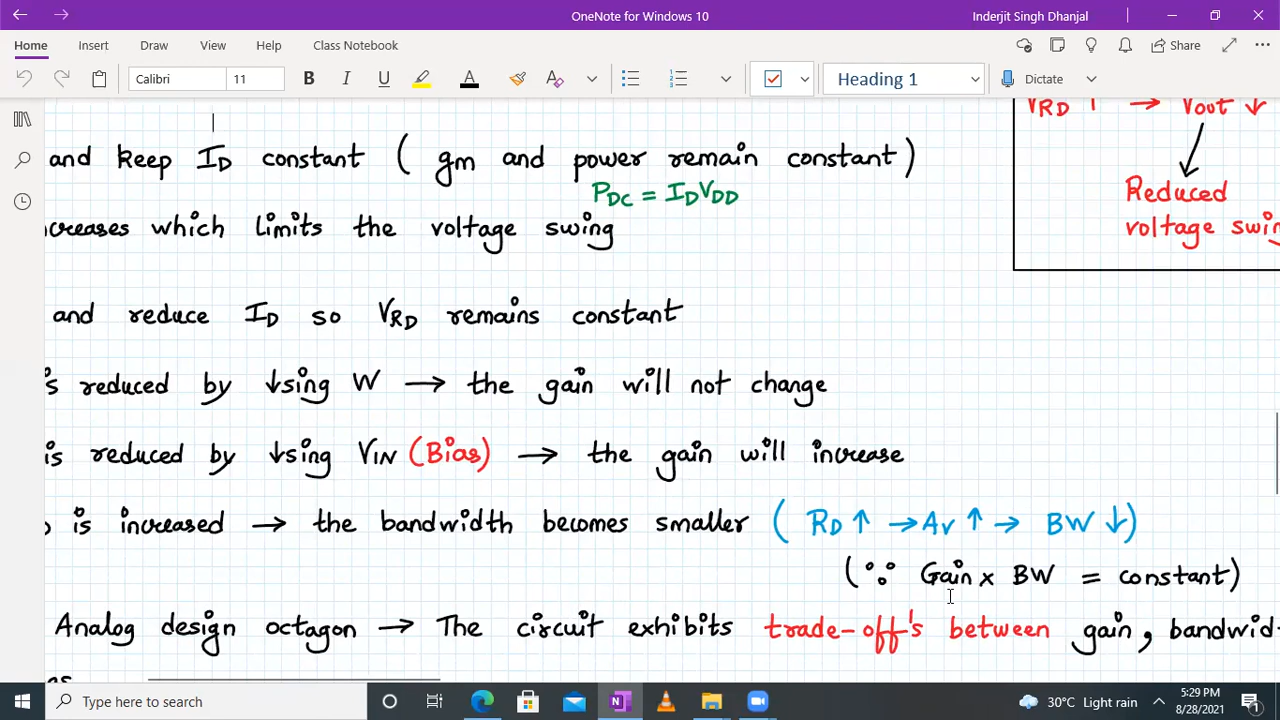 OneNote for Windows 10
Inderjit Singh Dhanjal
Home Insert Draw View Help Class Notebook
Share
Calibri 11 B I U A Heading 1 Dictate
VRD ↑ → Vout ↓
and keep ID constant ( gm and power remain constant )
PDC = IDVDD
Reduced
voltage
creases which limits the voltage swing
and reduce ID so VRD remains constant
is reduced by ↓sing W → the gain will not change
is reduced by ↓sing VIN (Bias) → the gain will increase
is increased → the bandwidth becomes smaller ( RD ↑ → Av ↑ → BW ↓ )
(∵ Gain x BW = constant)
Analog design octagon → The circuit exhibits trade-off's between gain,
Type here to search
30°C Light rain
5:29 PM
8/28/2021
1